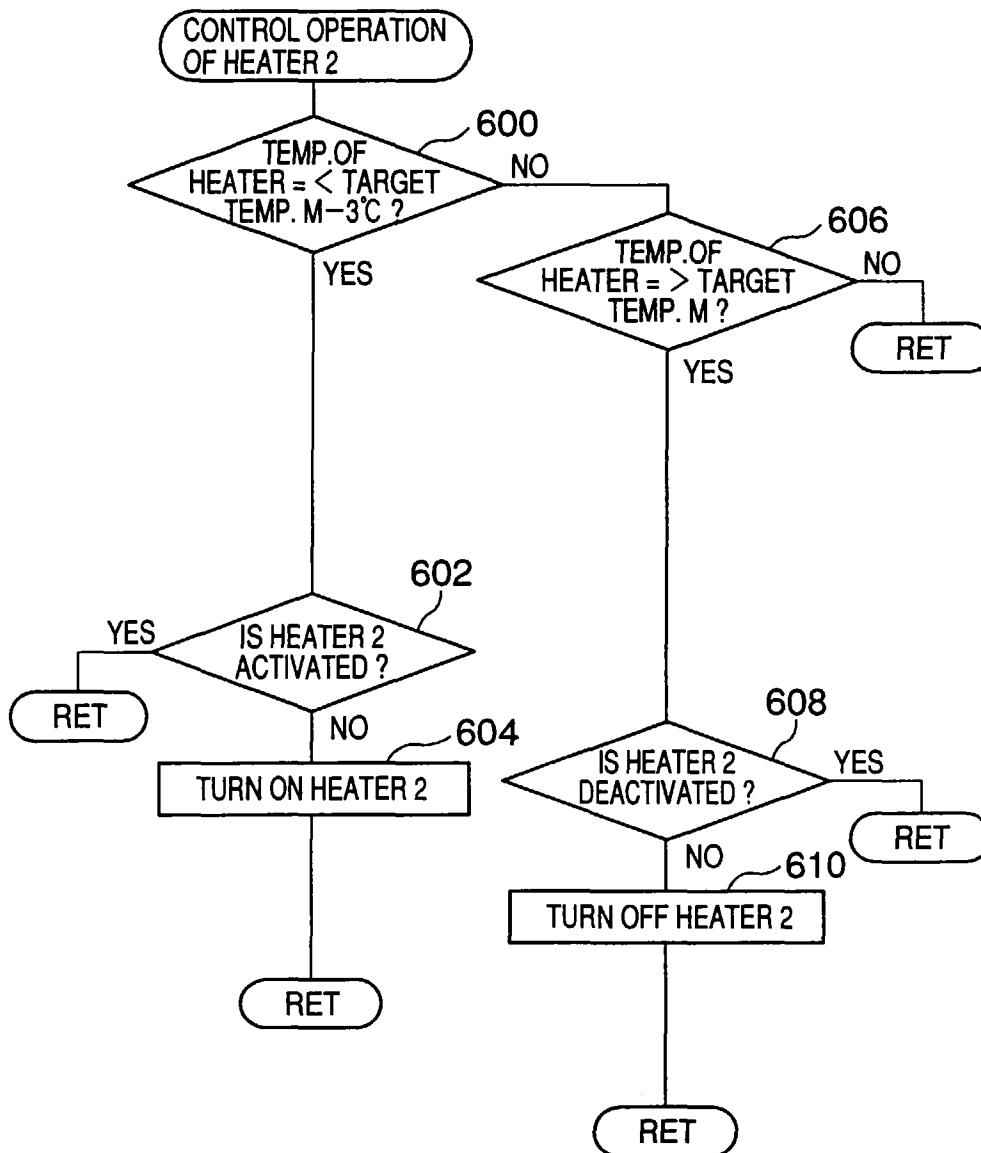 CONTROL OPERATION
OF HEATER 2
600
TEMP.OF
HEATER = < TARGET
TEMP. M-3℃ ?
NO
YES
606
TEMP.OF
HEATER = > TARGET
TEMP. M ?
NO
RET
YES
602
IS HEATER 2
ACTIVATED ?
YES
RET
NO
604
TURN ON HEATER 2
RET
608
IS HEATER 2
DEACTIVATED ?
YES
RET
NO
610
TURN OFF HEATER 2
RET